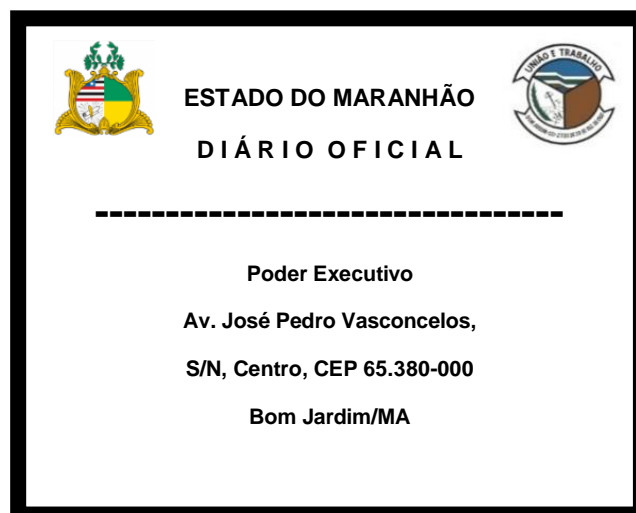 UNIÃO E TRABALHO
ESTADO DO MARANHÃO
D I Á R I O O F I C I A L
---------------------------------
Poder Executivo
Av. José Pedro Vasconcelos,
S/N, Centro, CEP 65.380-000
Bom Jardim/MA